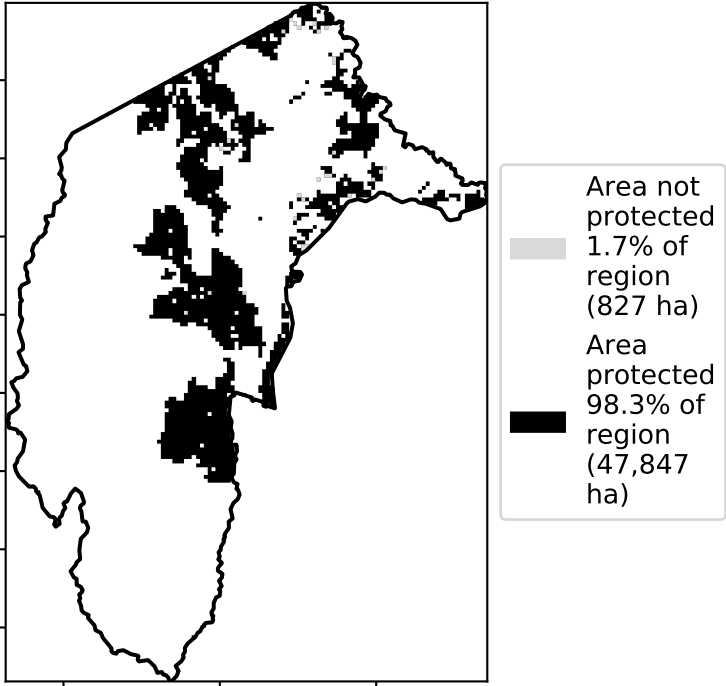 Area not
protected
1.7% of
region
(827 ha)
Area
protected
98.3% of
region
(47,847
ha)